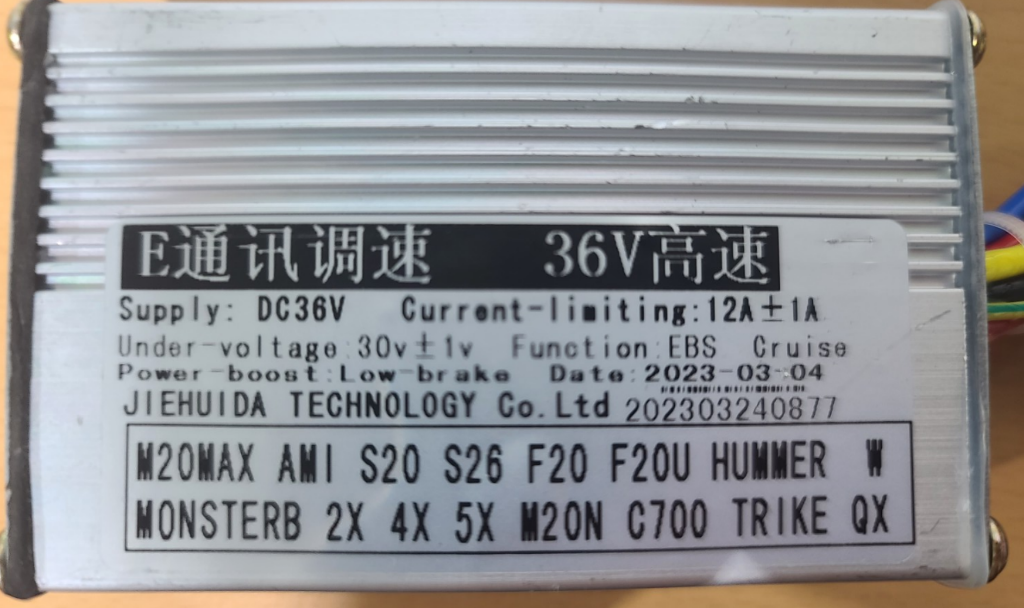 E通讯调速 36V高速
Supply: DC36V Current-limiting:12A±1A
Under-voltage:30v±1v Function:EBS Cruise
Power-boost:Low-brake Date:2023-03-04
JIEHUIDA TECHNOLOGY Co.Ltd 202303240877
M20MAX AMI S20 S26 F20 F20U HUMMER W
MONSTERB 2X 4X 5X M20N C700 TRIKE QX